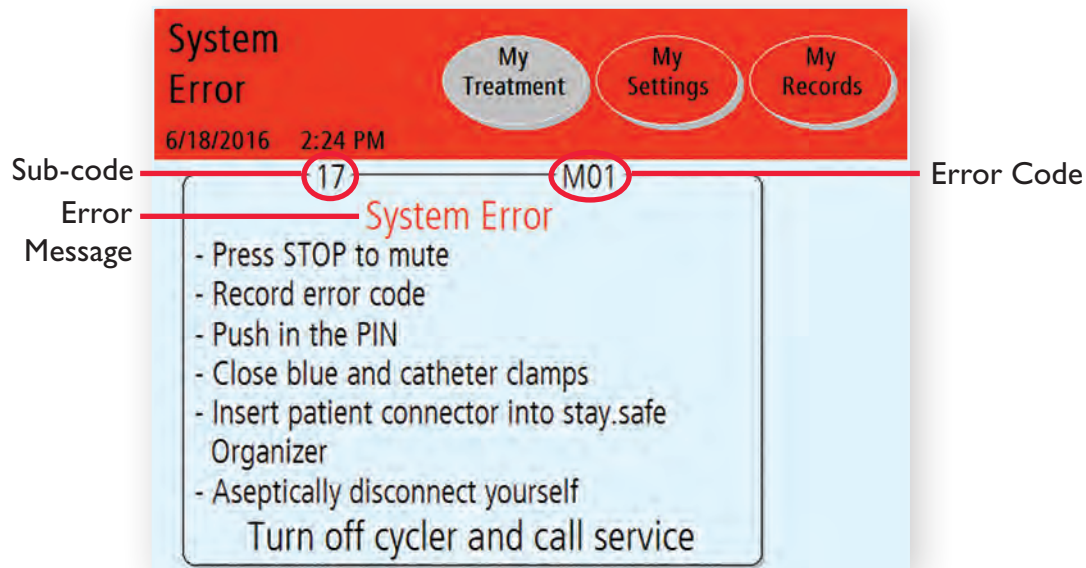 System
Error
My
Treatment
My
Settings
My
Records
6/18/2016 2:24 PM
Sub-code
17
M01
Error Code
Error
Message
System Error
- Press STOP to mute
- Record error code
- Push in the PIN
- Close blue and catheter clamps
- Insert patient connector into stay.safe
Organizer
- Aseptically disconnect yourself
Turn off cycler and call service